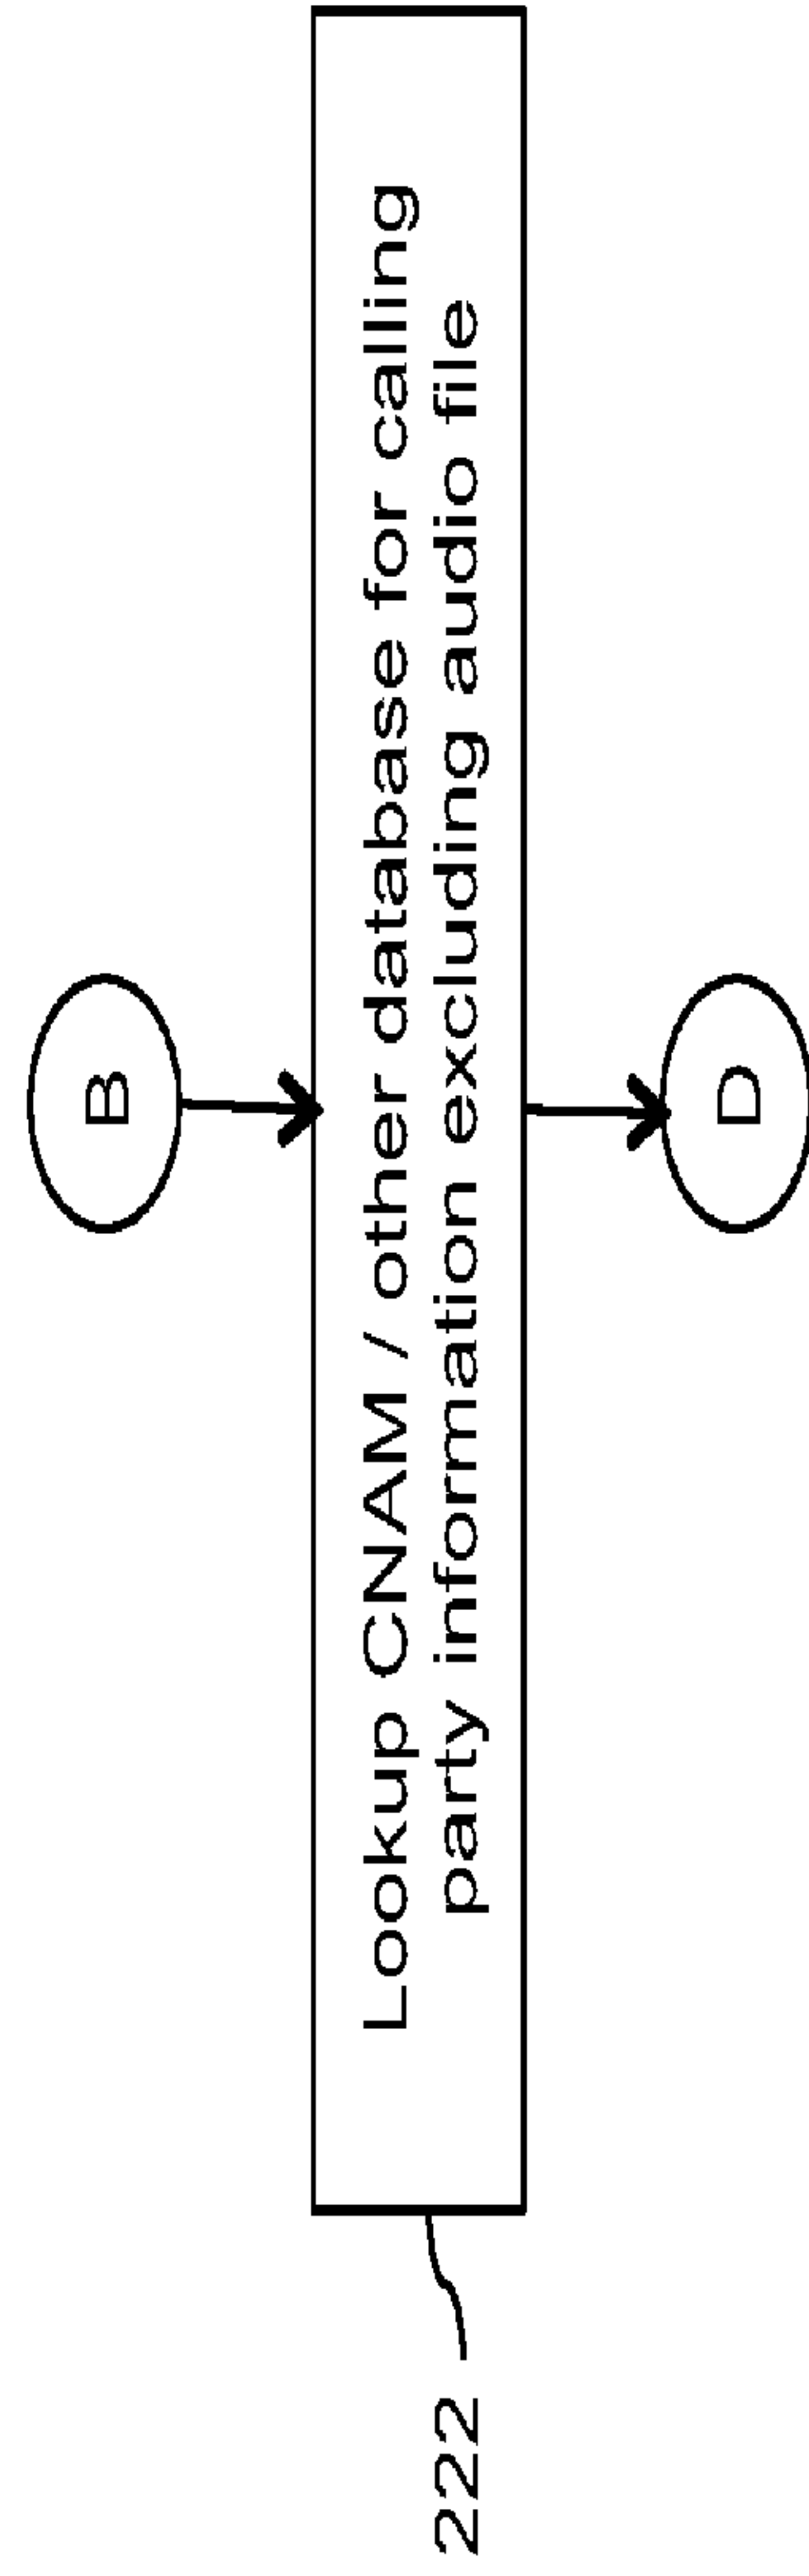 B
Lookup CNAM / other database for calling
party information excluding audio file
222
D